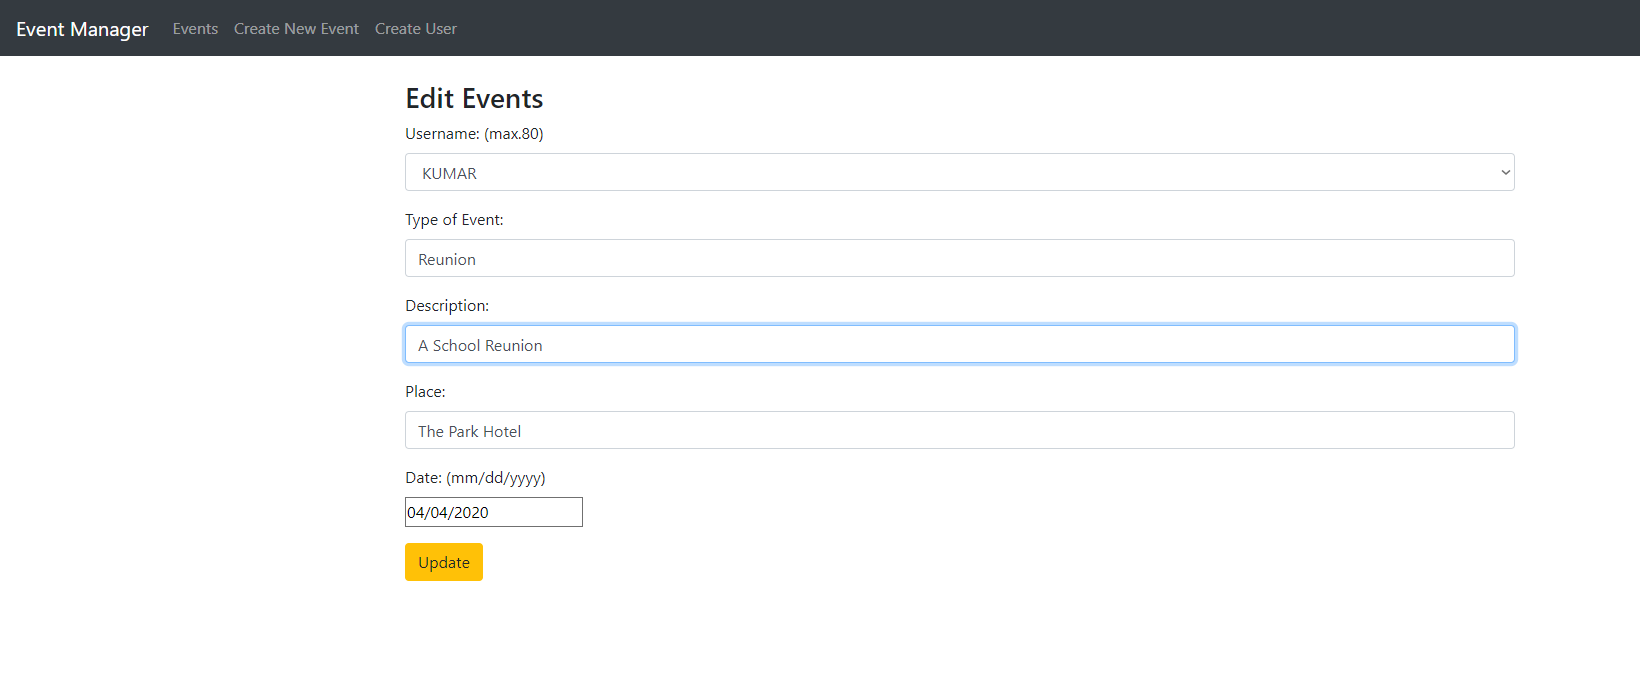 Event Manager Events Create New Event Create User
Edit Events
Username: (max.80)
KUMAR
Type of Event:
Reunion
Description:
A School Reunion
Place:
The Park Hotel
Date: (mm/dd/yyyy)
04/04/2020
Update